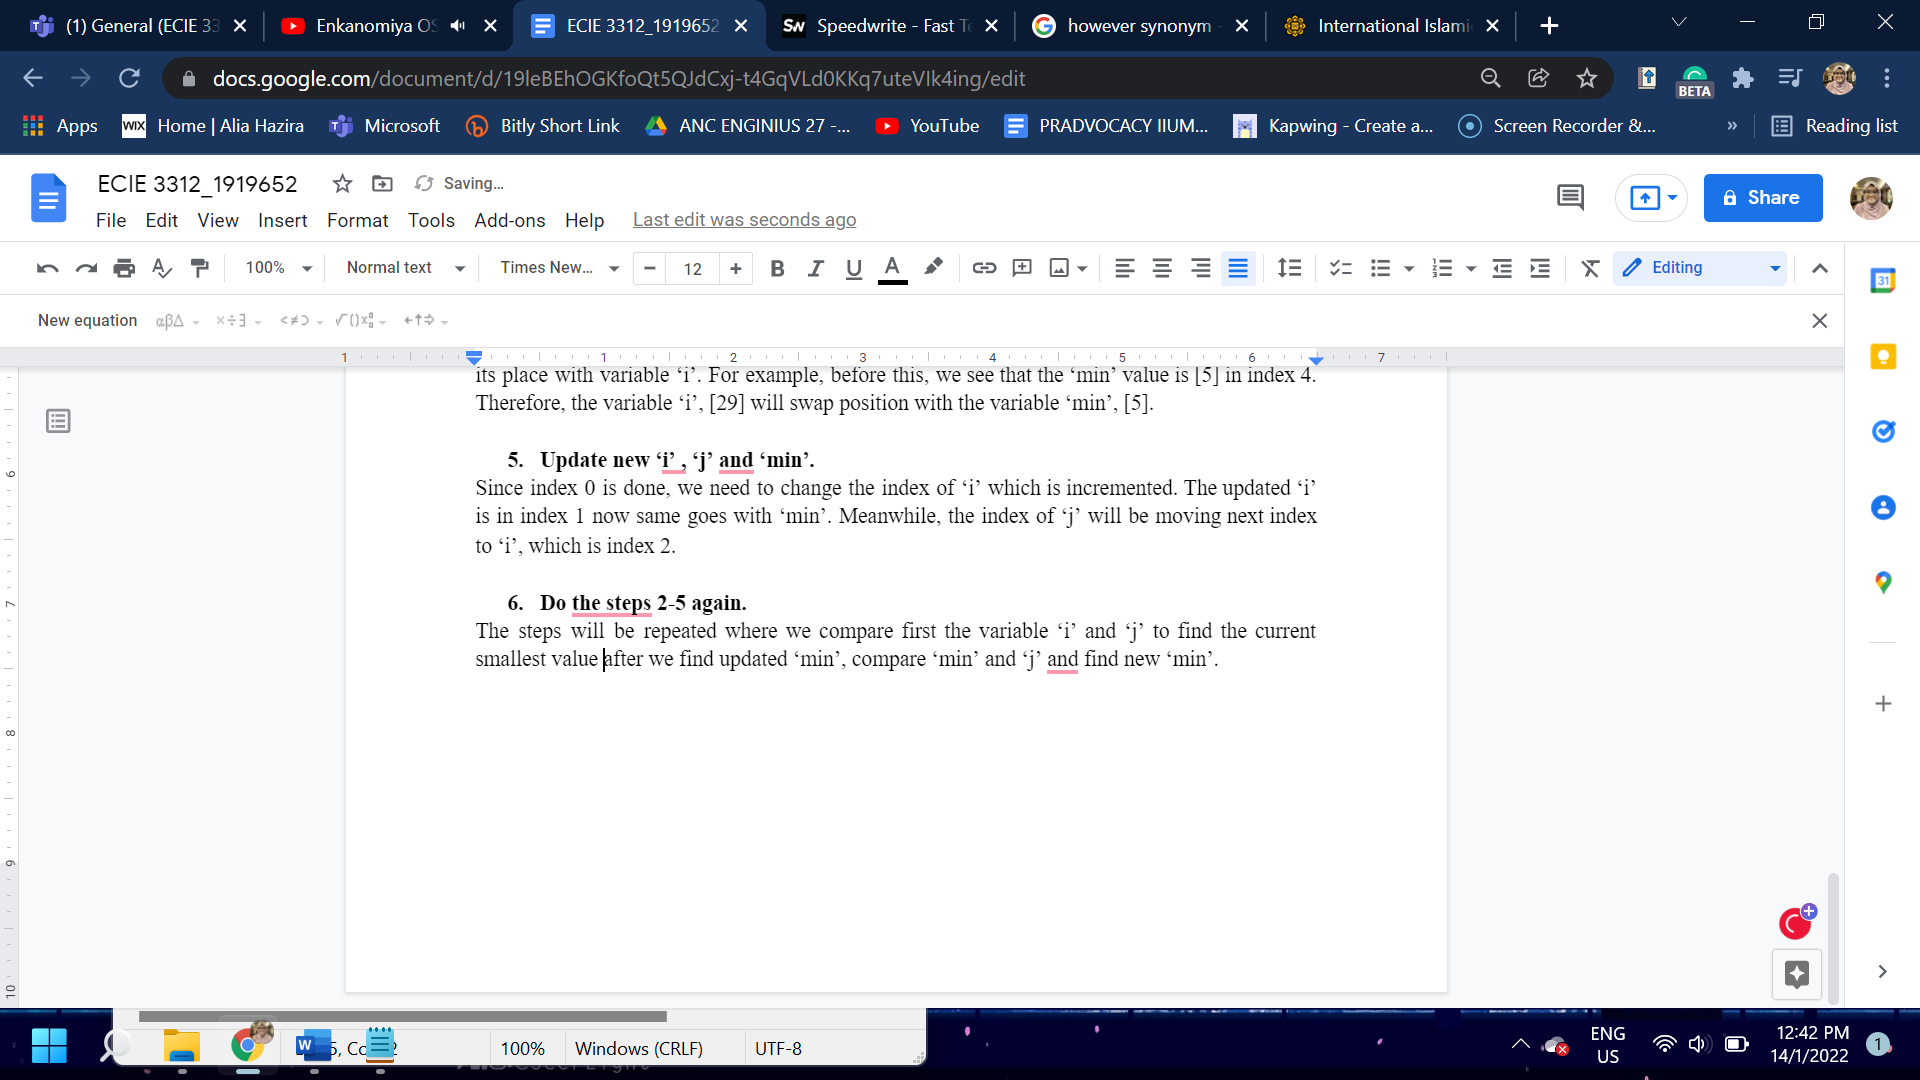 (1) General (ECIE 33
Enkanomiya OS
ECIE 3312_1919652
SW Speedwrite - Fast Te
however synonym -
International Islami
docs.google.com/document/d/19leBEhOGKfoQt5QJdCxj-t4GqVLd0KKq7uteVIk4ing/edit
BETA
Apps
WIX Home | Alia Hazira
Microsoft
Bitly Short Link
ANC ENGINIUS 27 -...
YouTube
PRADVOCACY IIUM...
Kapwing - Create a...
Screen Recorder &...
»
Reading list
ECIE 3312_1919652
Saving...
File Edit View Insert Format Tools Add-ons Help Last edit was seconds ago
Share
100% Normal text Times New... − 12 + B I U A Editing
31
New equation αβΔ ×÷∃ <≠⊃ √()x ←↑⇒
1 1 2 3 4 5 6 7
its place with variable ‘i’. For example, before this, we see that the ‘min’ value is [5] in index 4.
Therefore, the variable ‘i’, [29] will swap position with the variable ‘min’, [5].
5. Update new ‘i’ , ‘j’ and ‘min’.
Since index 0 is done, we need to change the index of ‘i’ which is incremented. The updated ‘i’
is in index 1 now same goes with ‘min’. Meanwhile, the index of ‘j’ will be moving next index
to ‘i’, which is index 2.
6. Do the steps 2-5 again.
The steps will be repeated where we compare first the variable ‘i’ and ‘j’ to find the current
smallest value after we find updated ‘min’, compare ‘min’ and ‘j’ and find new ‘min’.
6
7
8
9
10
100% Windows (CRLF) UTF-8
ENG
US
12:42 PM
14/1/2022
1